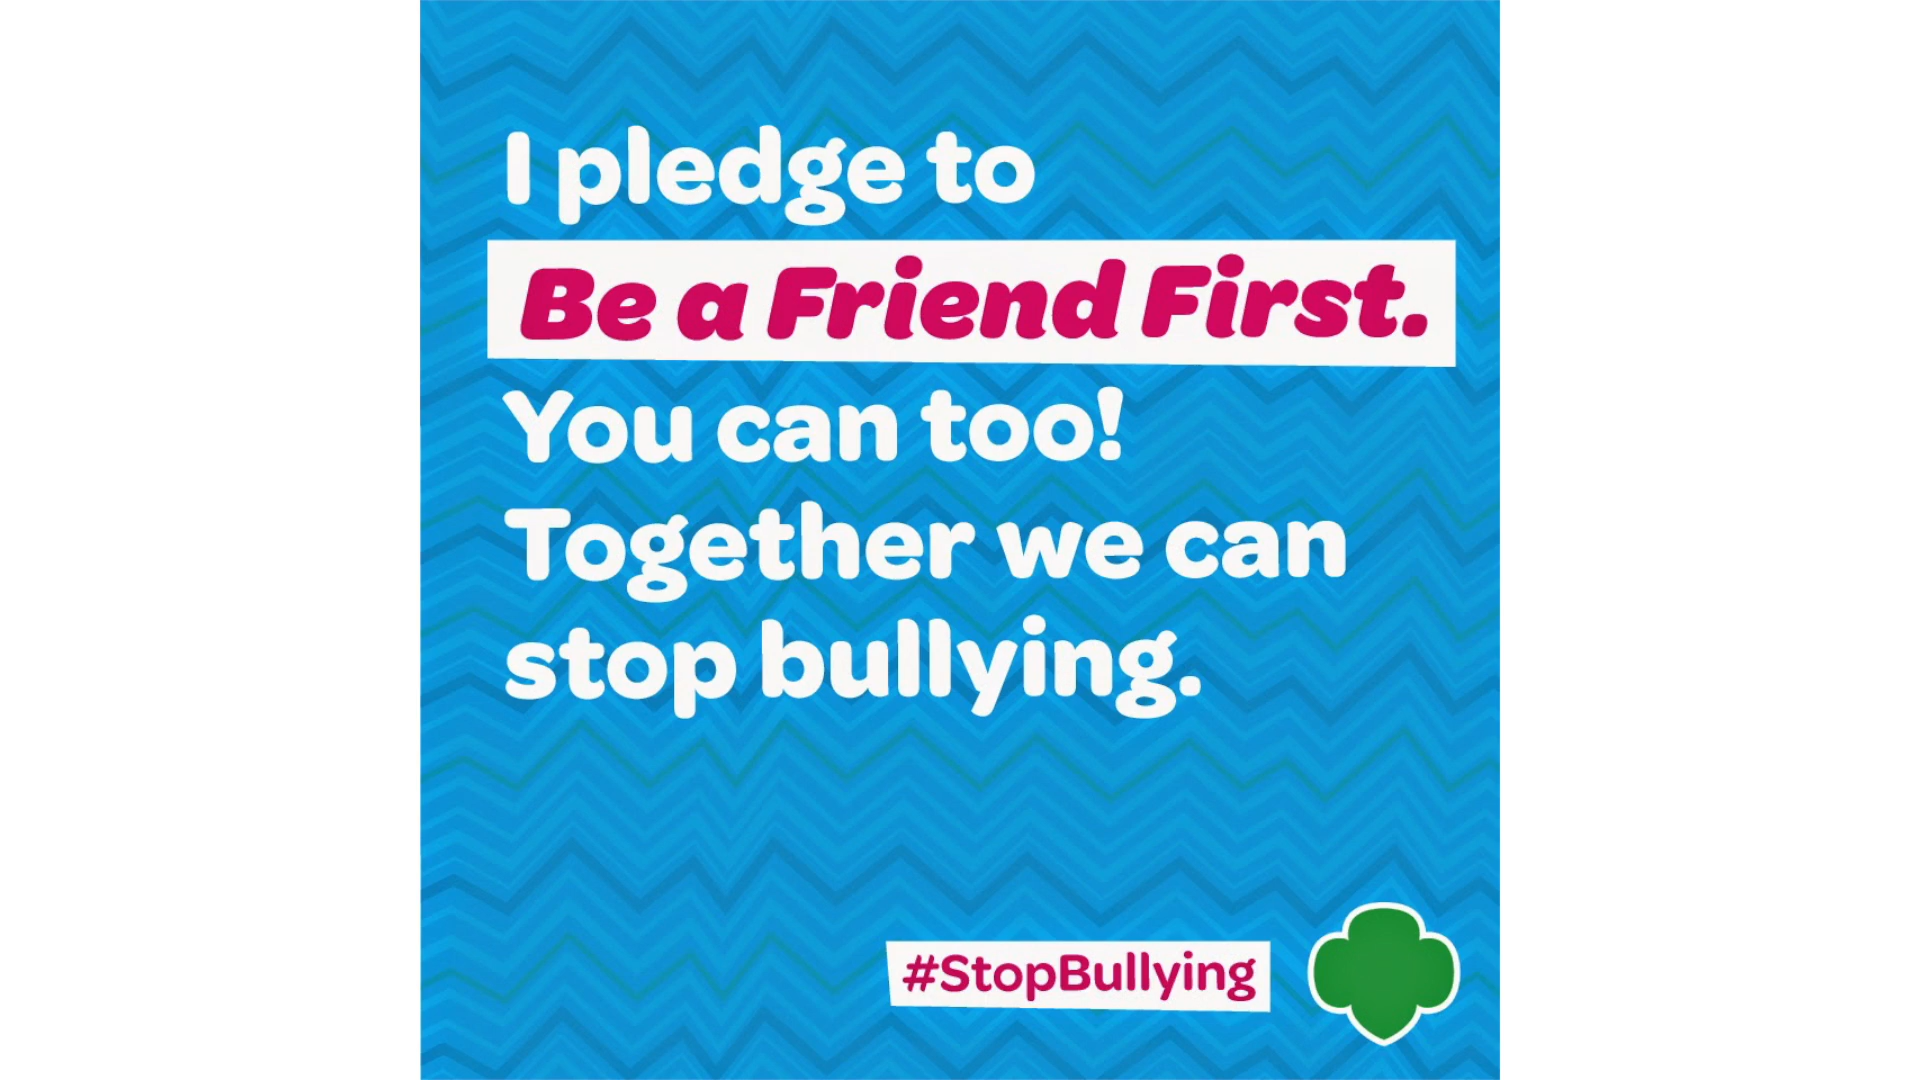 I pledge to
Be a Friend First.
You can too!
Together we can
stop bullying.
#StopBullying